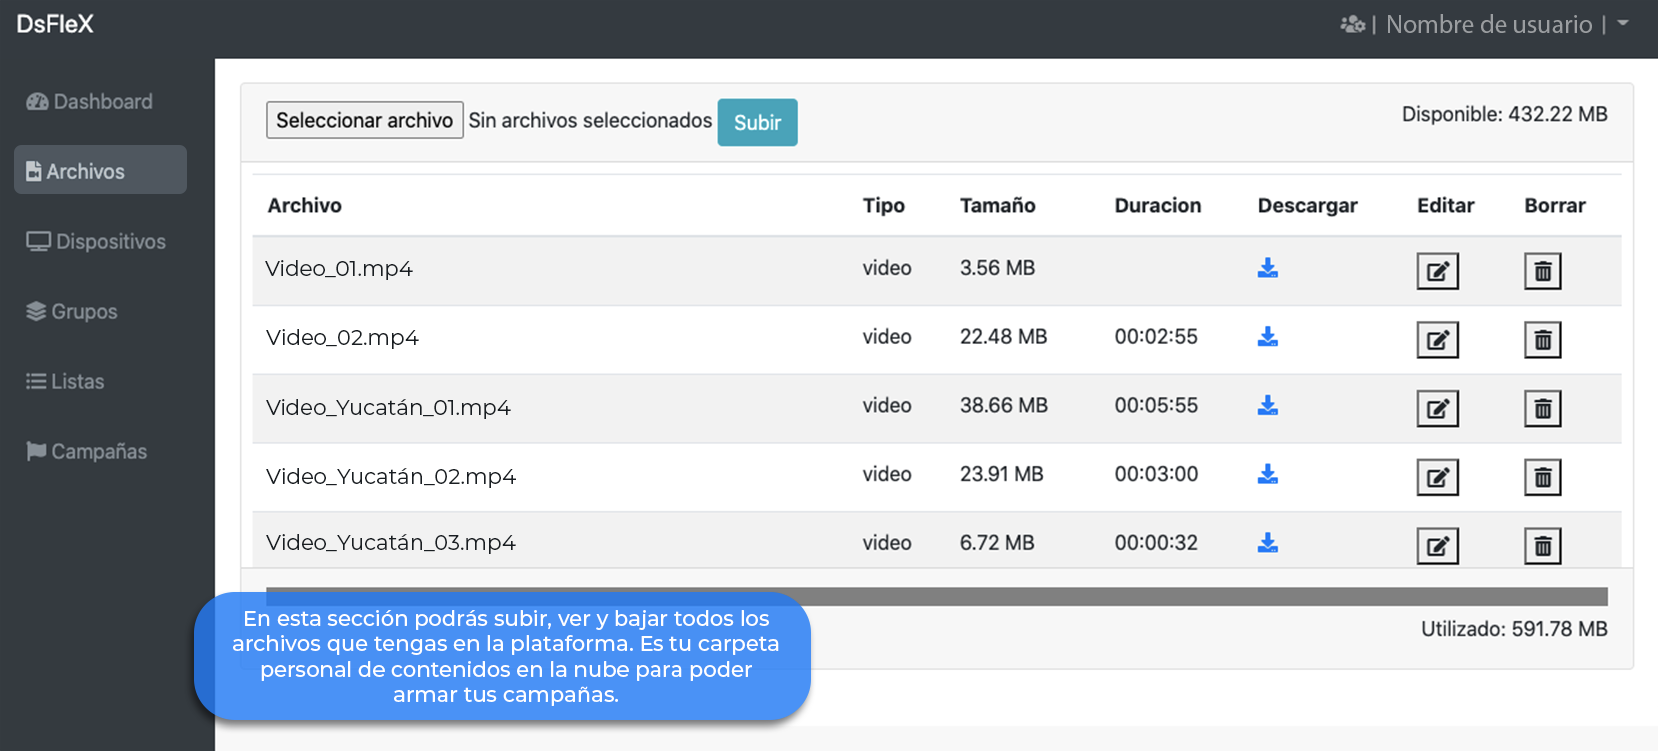 DsFleX
| Nombre de usuario |
Dashboard
Archivos
Dispositivos
Grupos
Listas
Campañas
Seleccionar archivo Sin archivos seleccionados Subir
Disponible: 432.22 MB
Archivo Tipo Tamaño Duracion Descargar Editar Borrar
Video_01.mp4 video 3.56 MB
Video_02.mp4 video 22.48 MB 00:02:55
Video_Yucatán_01.mp4 video 38.66 MB 00:05:55
Video_Yucatán_02.mp4 video 23.91 MB 00:03:00
Video_Yucatán_03.mp4 video 6.72 MB 00:00:32
Utilizado: 591.78 MB
En esta sección podrás subir, ver y bajar todos los
archivos que tengas en la plataforma. Es tu carpeta
personal de contenidos en la nube para poder
armar tus campañas.